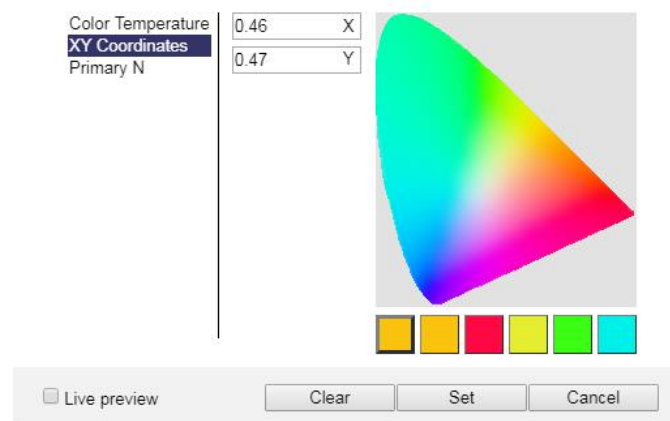 Color Temperature
XY Coordinates
Primary N
0.46 X
0.47 Y
Live preview
Clear
Set
Cancel